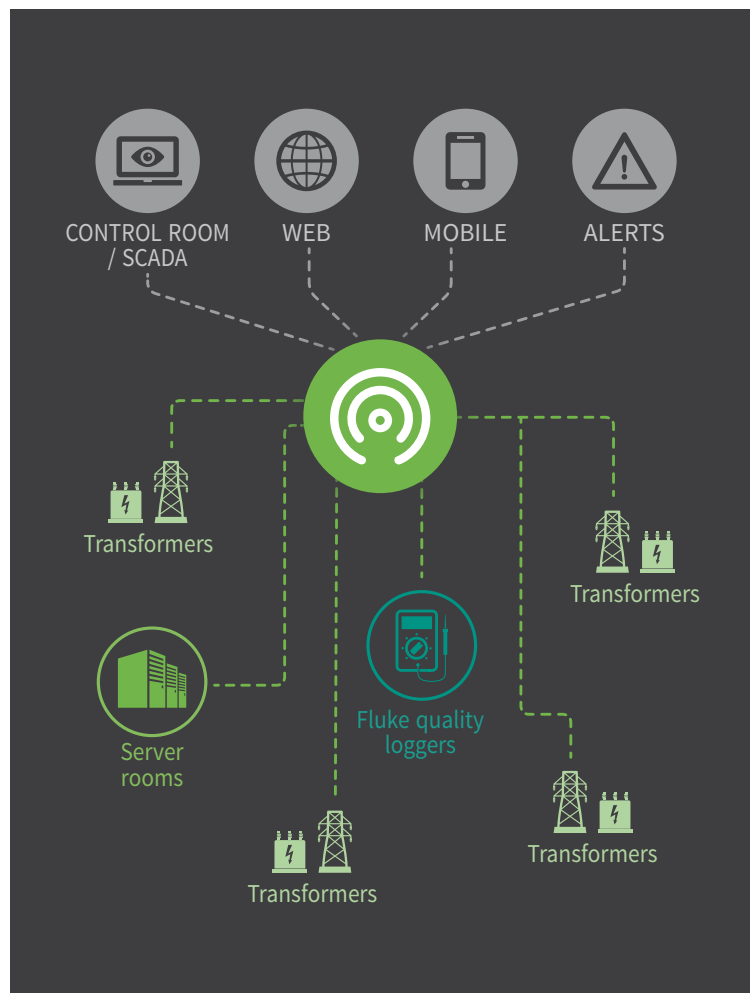 CONTROL ROOM
/ SCADA
WEB
MOBILE
ALERTS
Transformers
Transformers
Fluke quality
loggers
Server
rooms
Transformers
Transformers